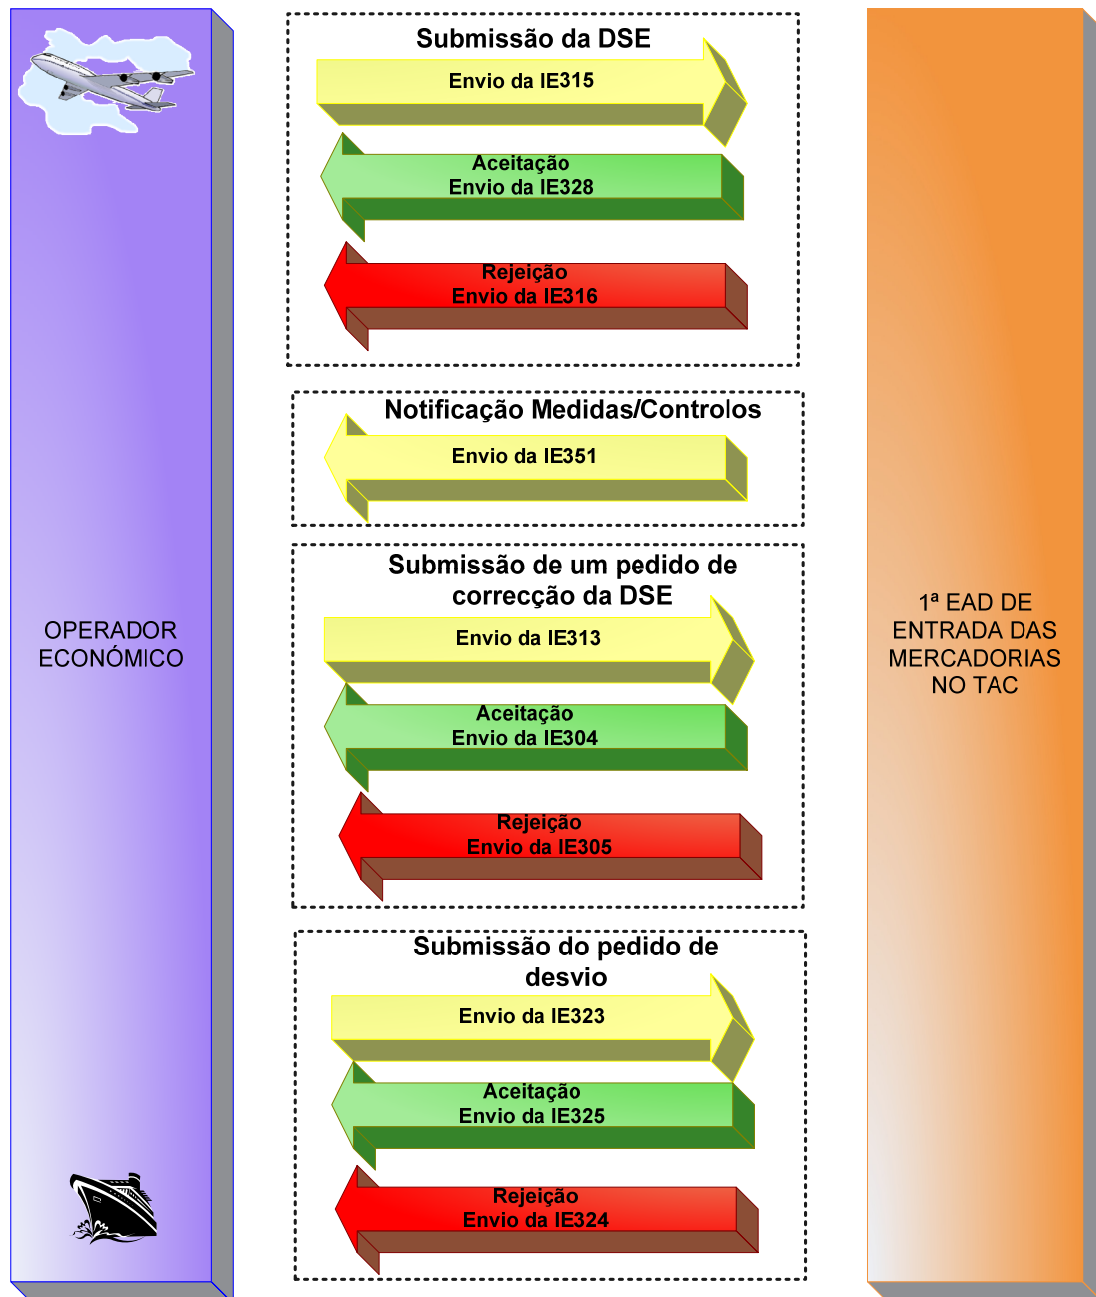 Submissão da DSE
Envio da IE315
Aceitação
Envio da IE328
Rejeição
Envio da IE316
Notificação Medidas/Controlos
Envio da IE351
Submissão de um pedido de
correcção da DSE
Envio da IE313
Aceitação
Envio da IE304
Rejeição
Envio da IE305
Submissão do pedido de
desvio
Envio da IE323
Aceitação
Envio da IE325
Rejeição
Envio da IE324
OPERADOR
ECONÓMICO
1ª EAD DE
ENTRADA DAS
MERCADORIAS
NO TAC